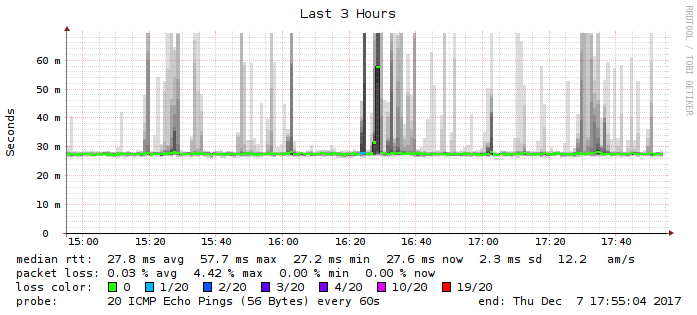 Last 3 Hours
RRDTOOL / TOBI OETIKER
Seconds
60 m
50 m
40 m
30 m
20 m
10 m
0
15:00 15:20 15:40 16:00 16:20 16:40 17:00 17:20 17:40
median rtt: 27.8 ms avg 57.7 ms max 27.2 ms min 27.6 ms now 2.3 ms sd 12.2 am/s
packet loss: 0.03 % avg 4.42 % max 0.00 % min 0.00 % now
loss color: 0 1/20 2/20 3/20 4/20 10/20 19/20
probe: 20 ICMP Echo Pings (56 Bytes) every 60s end: Thu Dec 7 17:55:04 2017